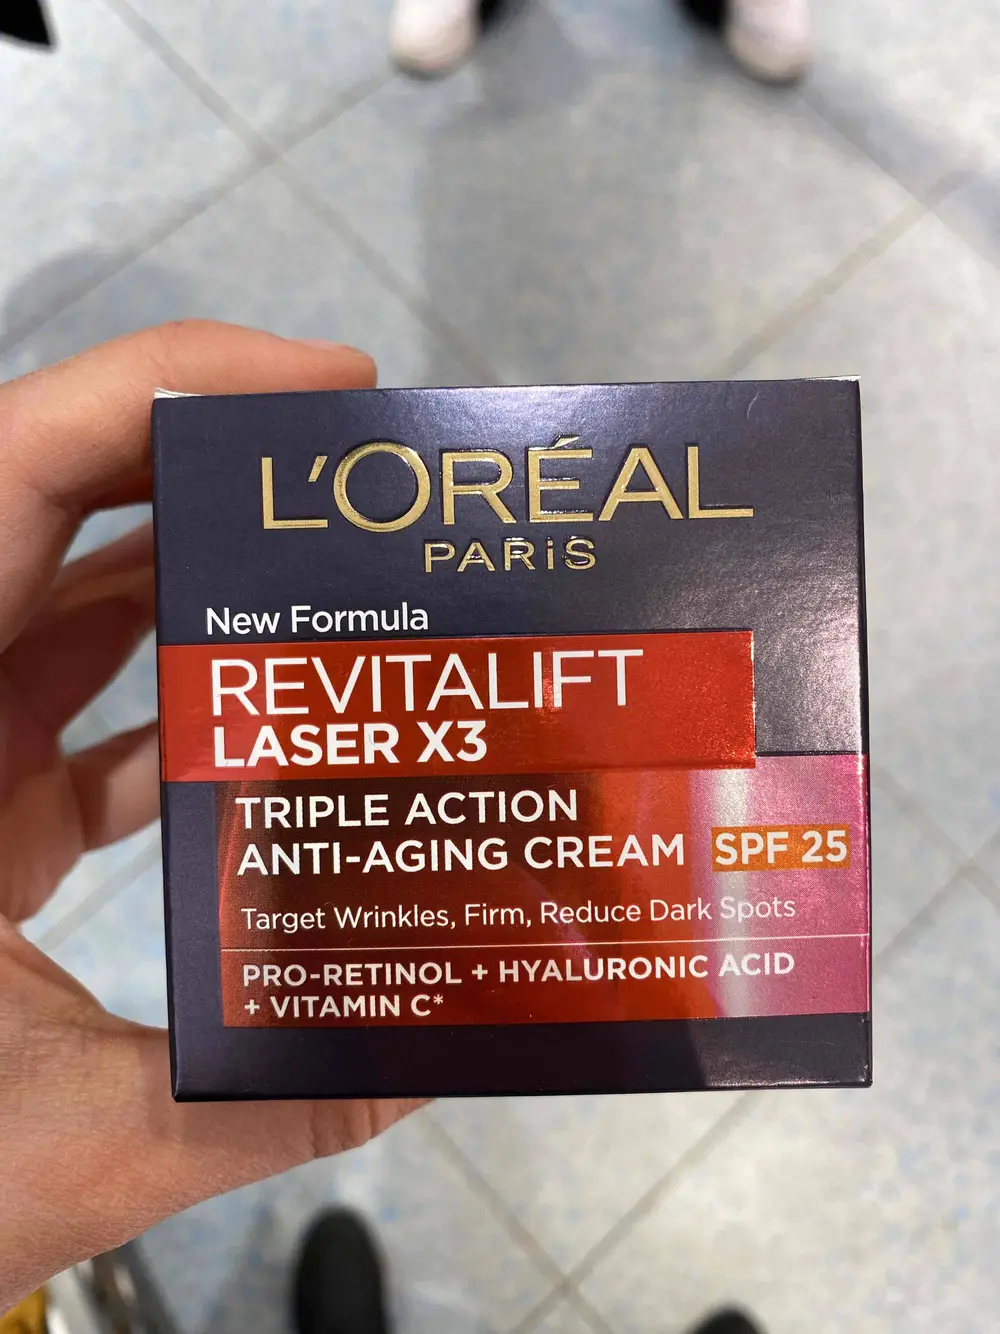 L'ORÉAL
PARiS
New Formula
REVITALIFT
LASER X3
TRIPLE ACTION
ANTI-AGING CREAM SPF 25
Target Wrinkles, Firm, Reduce Dark Spots
PRO-RETINOL + HYALURONIC ACID
+ VITAMIN C*